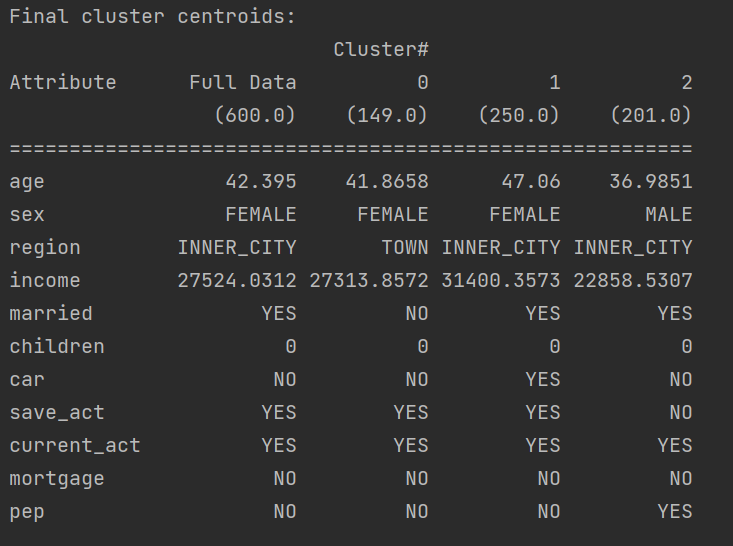 Final cluster centroids:
Cluster#
Attribute Full Data 0 1 2
(600.0) (149.0) (250.0) (201.0)
=========================================================
age 42.395 41.8658 47.06 36.9851
sex FEMALE FEMALE FEMALE MALE
region INNER_CITY TOWN INNER_CITY INNER_CITY
income 27524.0312 27313.8572 31400.3573 22858.5307
married YES NO YES YES
children 0 0 0 0
car NO NO YES NO
save_act YES YES YES NO
current_act YES YES YES YES
mortgage NO NO NO NO
pep NO NO NO YES